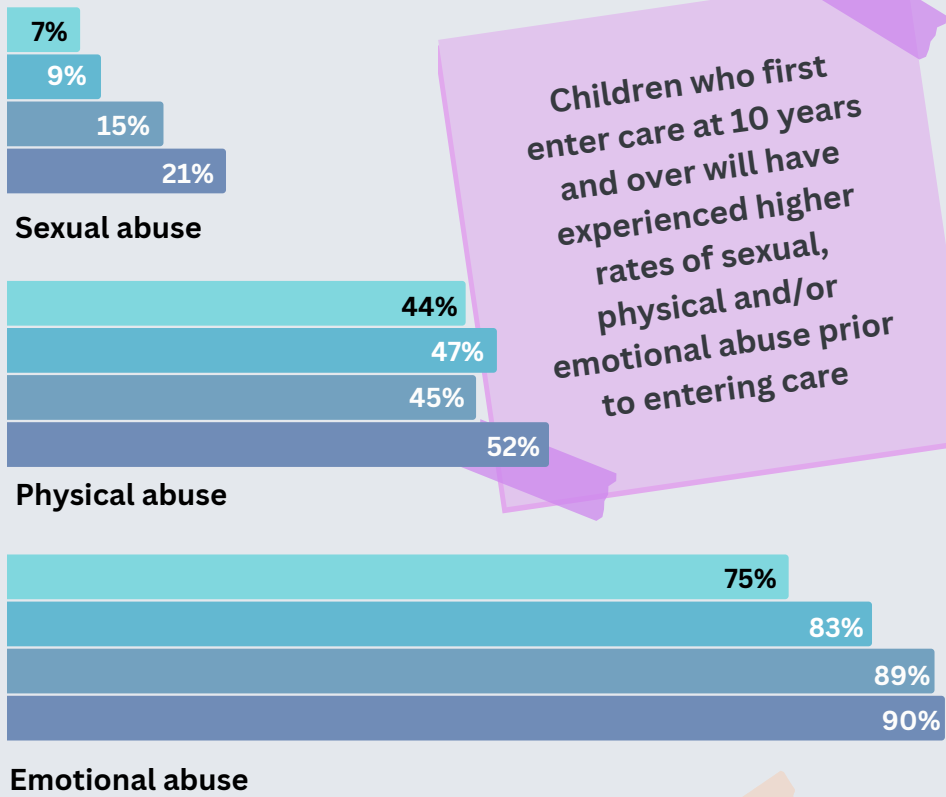 7%
9%
15%
21%
Sexual abuse
44%
47%
45%
52%
Physical abuse
75%
83%
89%
90%
Emotional abuse
Children who first
enter care at 10 years
and over will have
experienced higher
rates of sexual,
physical and/or
emotional abuse prior
to entering care